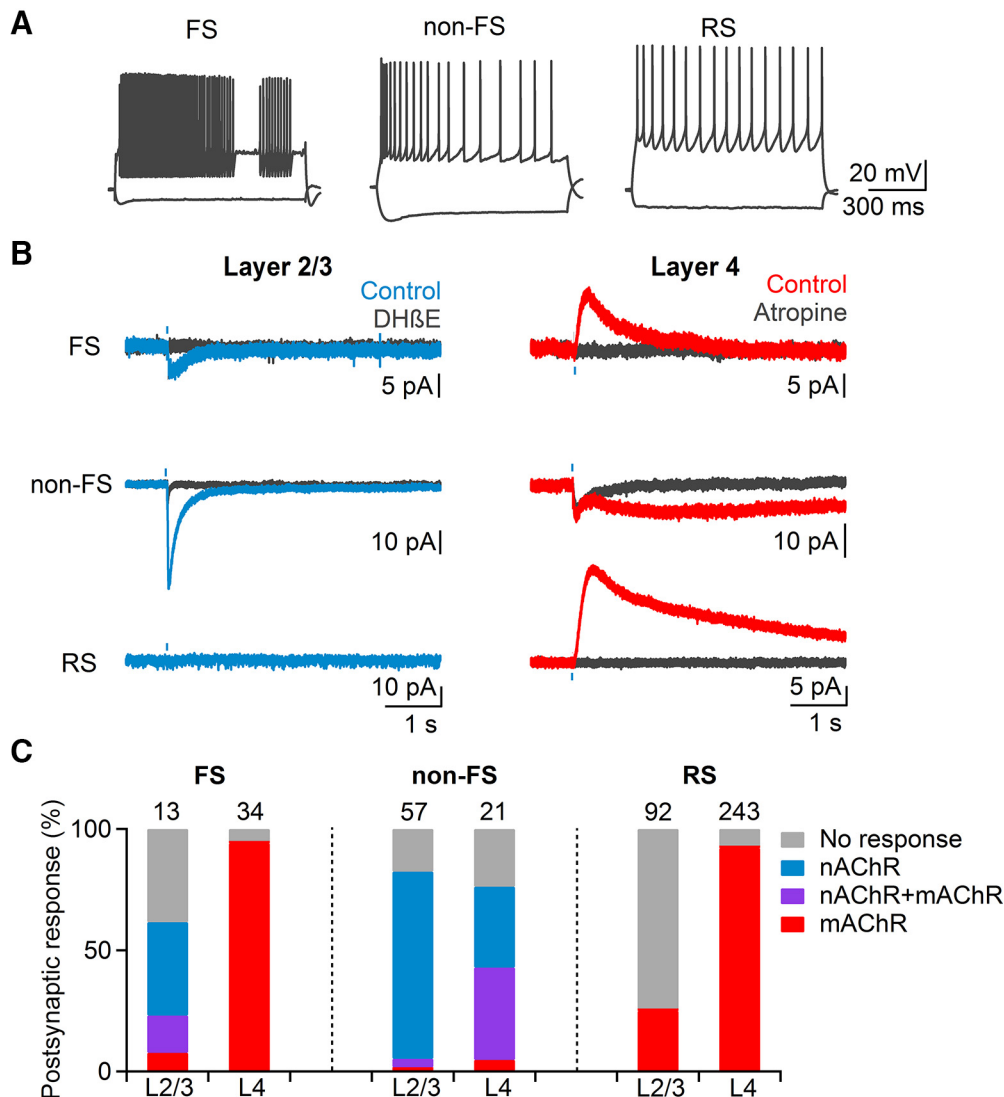 A
FS
non-FS
RS
20 mV
300 ms
B
Layer 2/3
Layer 4
Control
DHßE
Control
Atropine
FS
5 pA
5 pA
non-FS
10 pA
10 pA
RS
10 pA
1 s
5 pA
1 s
C
FS
non-FS
RS
Postsynaptic response (%)
13
34
57
21
92
243
100
50
0
No response
nAChR
nAChR+mAChR
mAChR
L2/3
L4
L2/3
L4
L2/3
L4